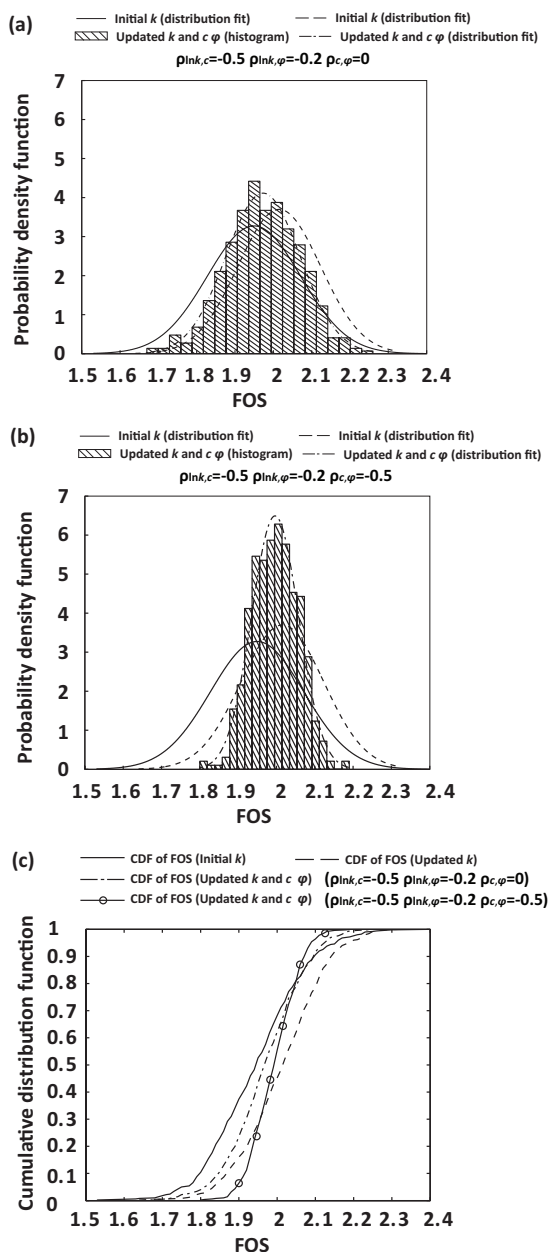 (a)
Initial k (distribution fit) Initial k (distribution fit)
Updated k and c φ (histogram) Updated k and c φ (distribution fit)
ρlnk,c=-0.5 ρlnk,φ=-0.2 ρc,φ=0
Probability density function
7
6
5
4
3
2
1
0
1.5 1.6 1.7 1.8 1.9 2 2.1 2.2 2.3 2.4
FOS
(b)
Initial k (distribution fit) Initial k (distribution fit)
Updated k and c φ (histogram) Updated k and c φ (distribution fit)
ρlnk,c=-0.5 ρlnk,φ=-0.2 ρc,φ=-0.5
Probability density function
7
6
5
4
3
2
1
0
1.5 1.6 1.7 1.8 1.9 2 2.1 2.2 2.3 2.4
FOS
(c)
CDF of FOS (Initial k) CDF of FOS (Updated k)
CDF of FOS (Updated k and c φ) (ρlnk,c=-0.5 ρlnk,φ=-0.2 ρc,φ=0)
CDF of FOS (Updated k and c φ) (ρlnk,c=-0.5 ρlnk,φ=-0.2 ρc,φ=-0.5)
Cumulative distribution function
1
0.9
0.8
0.7
0.6
0.5
0.4
0.3
0.2
0.1
0
1.5 1.6 1.7 1.8 1.9 2 2.1 2.2 2.3 2.4
FOS